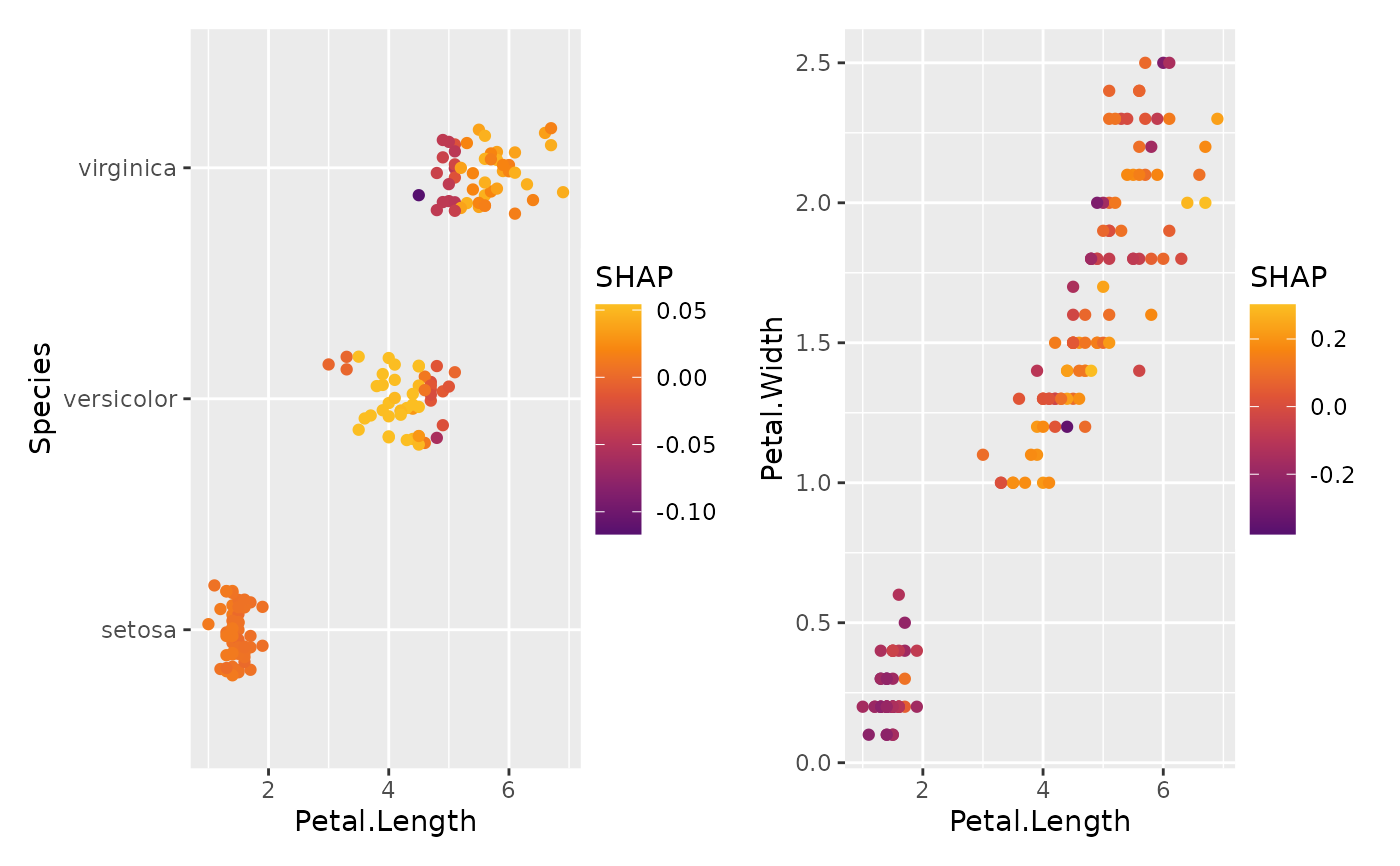 Species
virginica
versicolor
setosa
2
4
6
Petal.Length
SHAP
0.05
0.00
-0.05
-0.10
Petal.Width
2.5
2.0
1.5
1.0
0.5
0.0
2
4
6
Petal.Length
SHAP
0.2
0.0
-0.2